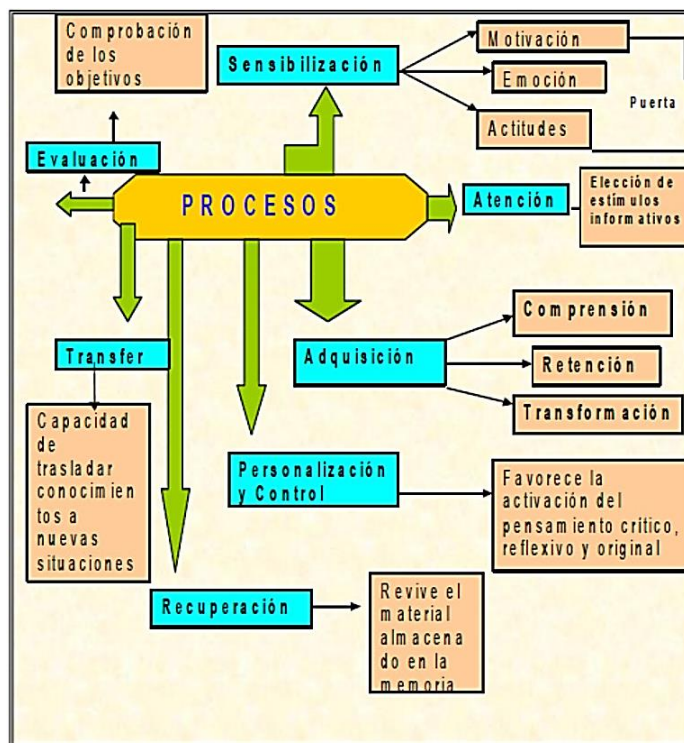 Comprobación
de los
objetivos
Sensibilización
Motivación
Emoción
Puerta
Actitudes
Evaluación
PROCESOS
Atención
Elección de
estímulos
informativos
Comprensión
Adquisición
Retención
Transformación
Transfer
Capacidad
de
trasladar
conocimien
tos a
nuevas
situaciones
Personalización
y Control
Favorece la
activación del
pensamiento crítico,
reflexivo y original
Recuperación
Revive el
material
almacena
do en la
memoria